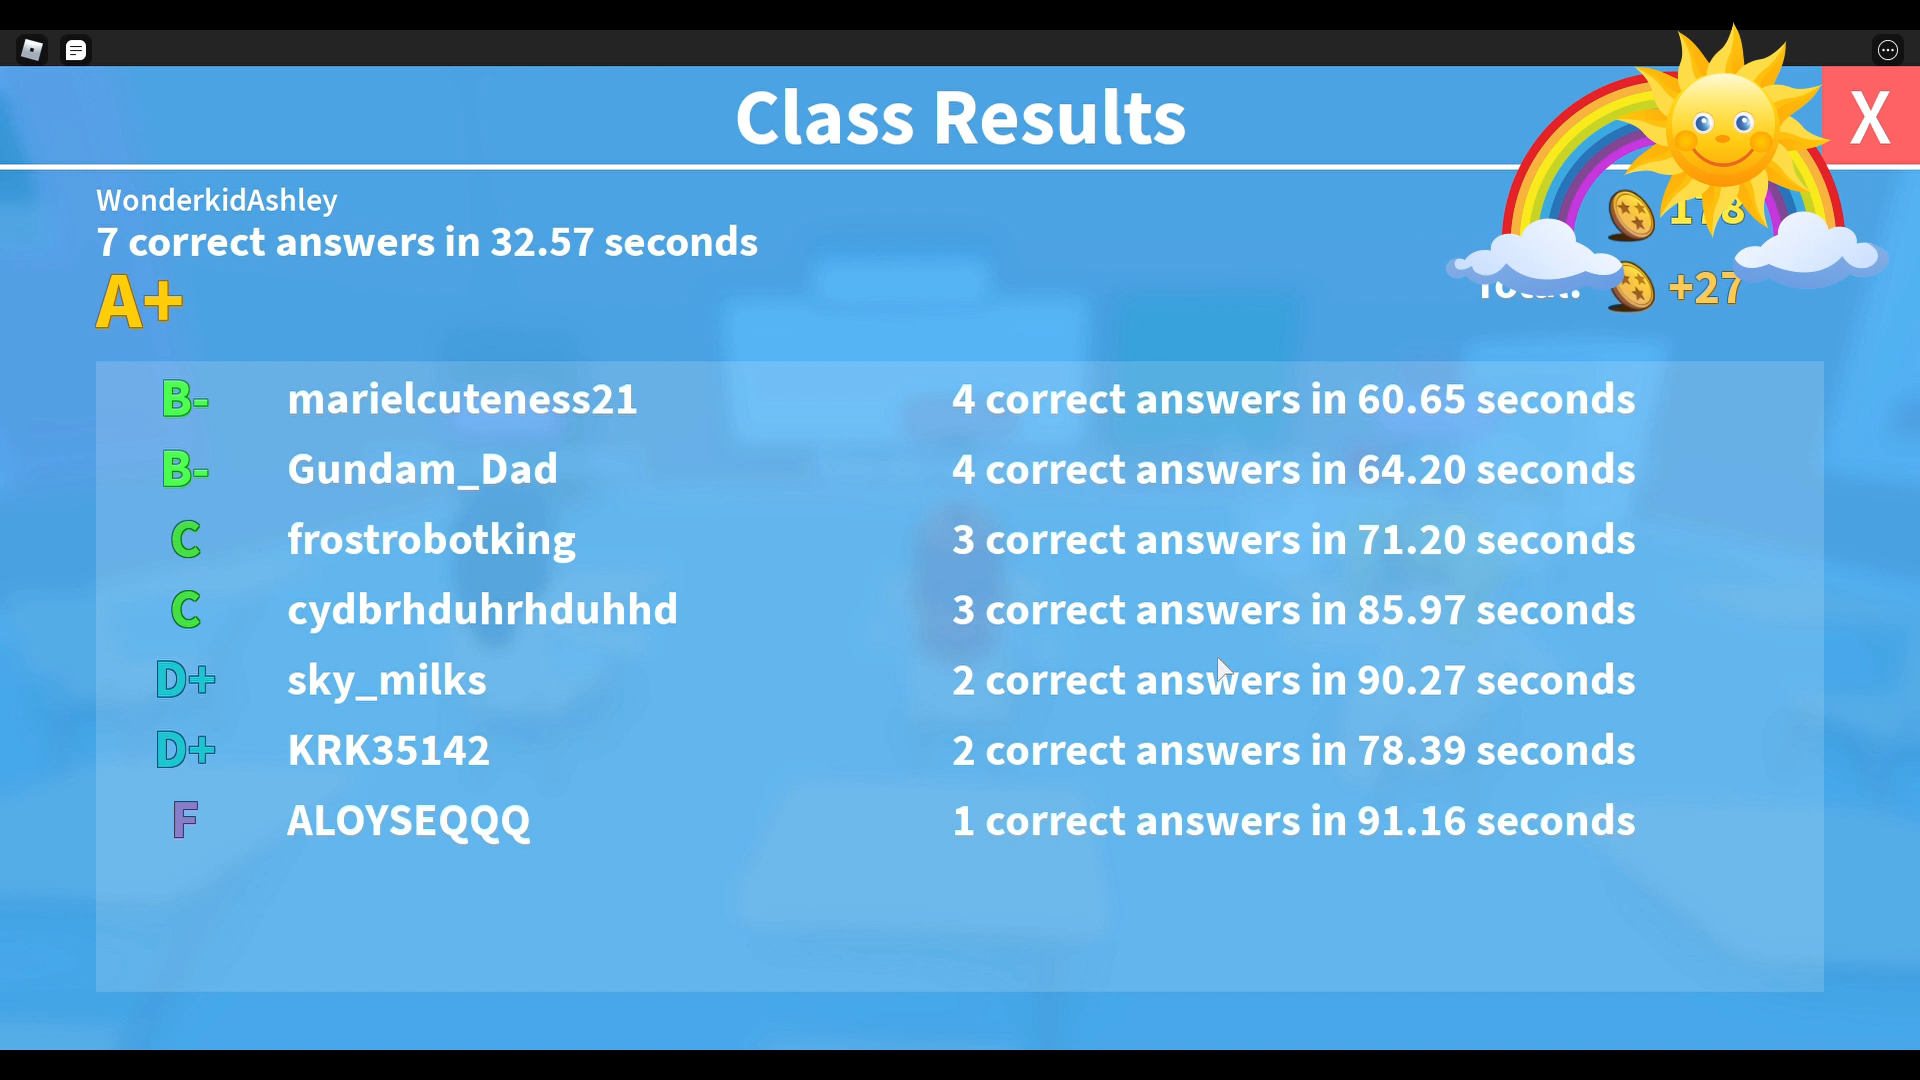 Class Results
X
WonderkidAshley
7 correct answers in 32.57 seconds
A+
+27
B- marielcuteness21 4 correct answers in 60.65 seconds
B- Gundam_Dad 4 correct answers in 64.20 seconds
C frostrobotking 3 correct answers in 71.20 seconds
C cydbrhduhrhduhhd 3 correct answers in 85.97 seconds
D+ sky_milks 2 correct answers in 90.27 seconds
D+ KRK35142 2 correct answers in 78.39 seconds
F ALOYSEQQQ 1 correct answers in 91.16 seconds